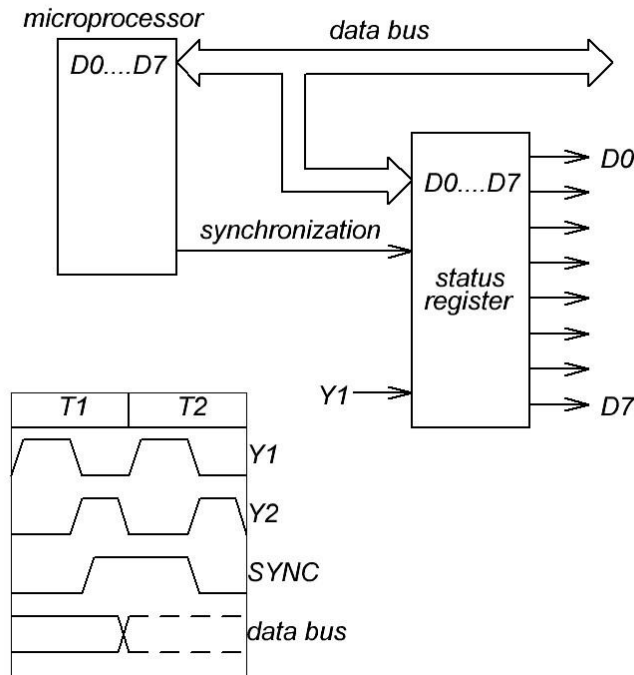 microprocessor
data bus
D0....D7
D0
D0....D7
synchronization
status
register
Y1
D7
T1 T2
Y1
Y2
SYNC
data bus